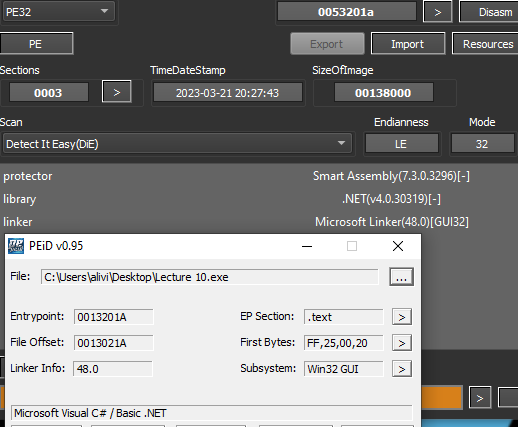 PE32 0053201a > Disasm
PE Export Import Resources
Sections TimeDateStamp SizeOfImage
0003 > 2023-03-21 20:27:43 00138000
Scan Endianness Mode
Detect It Easy(DiE) LE 32
protector Smart Assembly(7.3.0.3296)[-]
library .NET(v4.0.30319)[-]
linker Microsoft Linker(48.0)[GUI32]
PEiD v0.95
File: C:\Users\alivi\Desktop\Lecture 10.exe ...
Entrypoint: 0013201A EP Section: .text >
File Offset: 0013021A First Bytes: FF,25,00,20 >
Linker Info: 48.0 Subsystem: Win32 GUI >
>
Microsoft Visual C# / Basic .NET